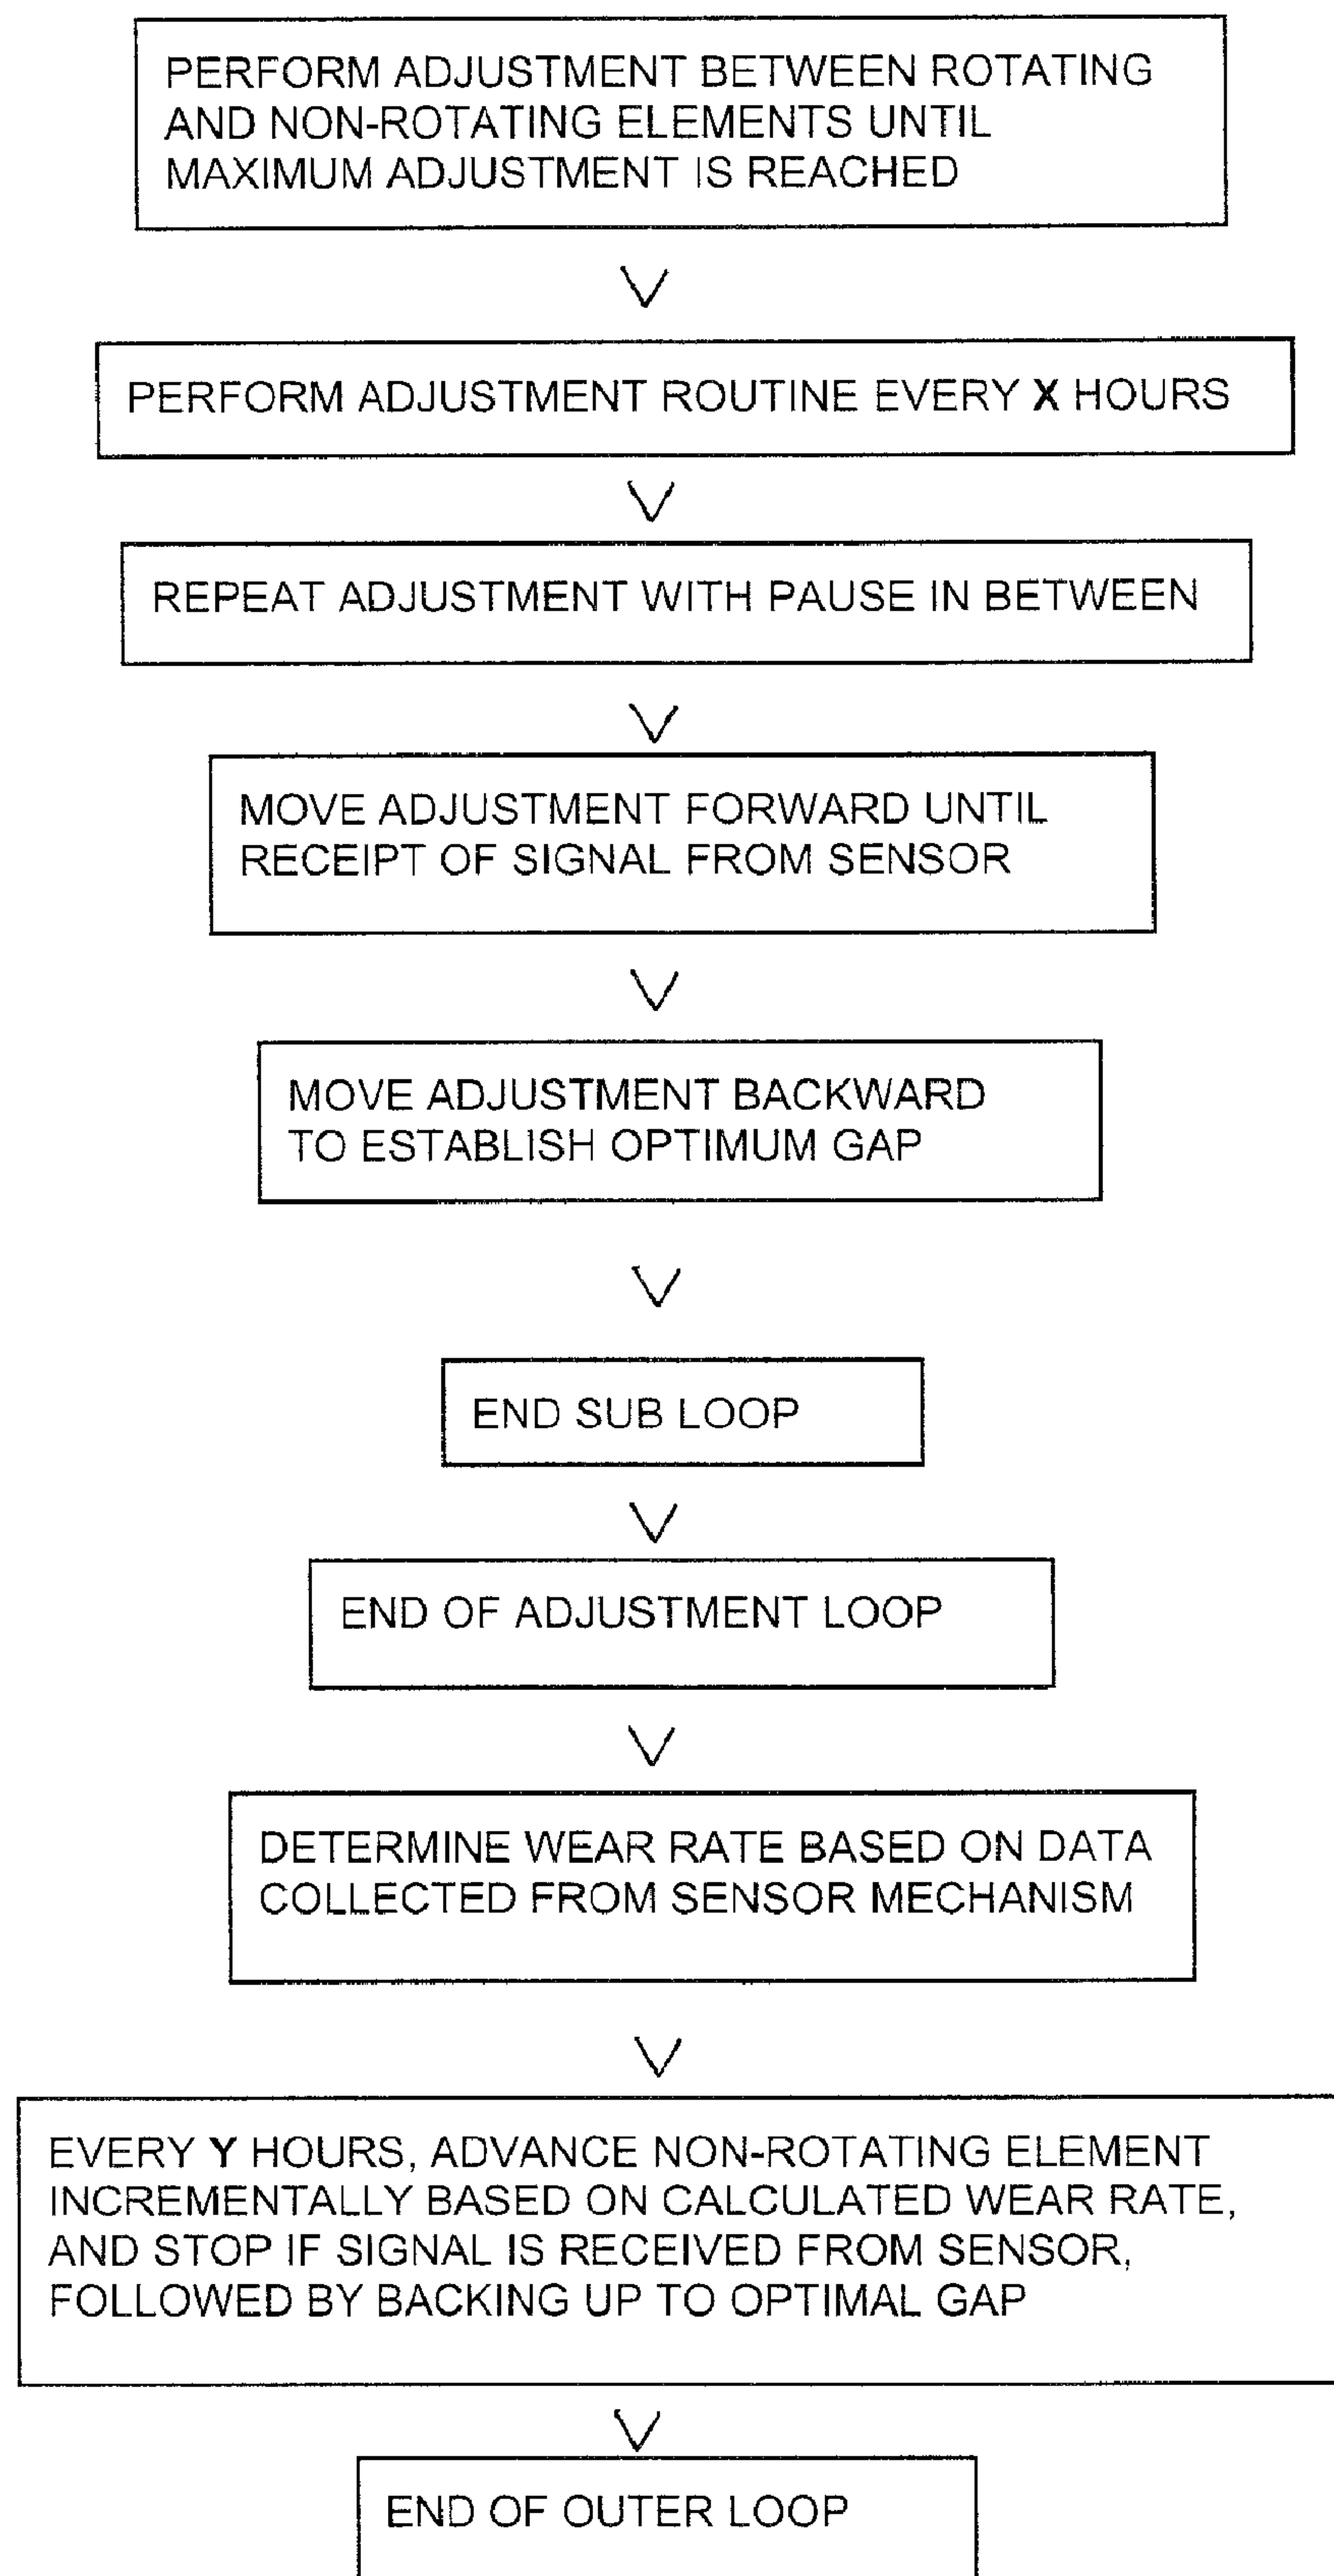 PERFORM ADJUSTMENT BETWEEN ROTATING
AND NON-ROTATING ELEMENTS UNTIL
MAXIMUM ADJUSTMENT IS REACHED
PERFORM ADJUSTMENT ROUTINE EVERY X HOURS
REPEAT ADJUSTMENT WITH PAUSE IN BETWEEN
MOVE ADJUSTMENT FORWARD UNTIL
RECEIPT OF SIGNAL FROM SENSOR
MOVE ADJUSTMENT BACKWARD
TO ESTABLISH OPTIMUM GAP
END SUB LOOP
END OF ADJUSTMENT LOOP
DETERMINE WEAR RATE BASED ON DATA
COLLECTED FROM SENSOR MECHANISM
EVERY Y HOURS, ADVANCE NON-ROTATING ELEMENT
INCREMENTALLY BASED ON CALCULATED WEAR RATE,
AND STOP IF SIGNAL IS RECEIVED FROM SENSOR,
FOLLOWED BY BACKING UP TO OPTIMAL GAP
END OF OUTER LOOP